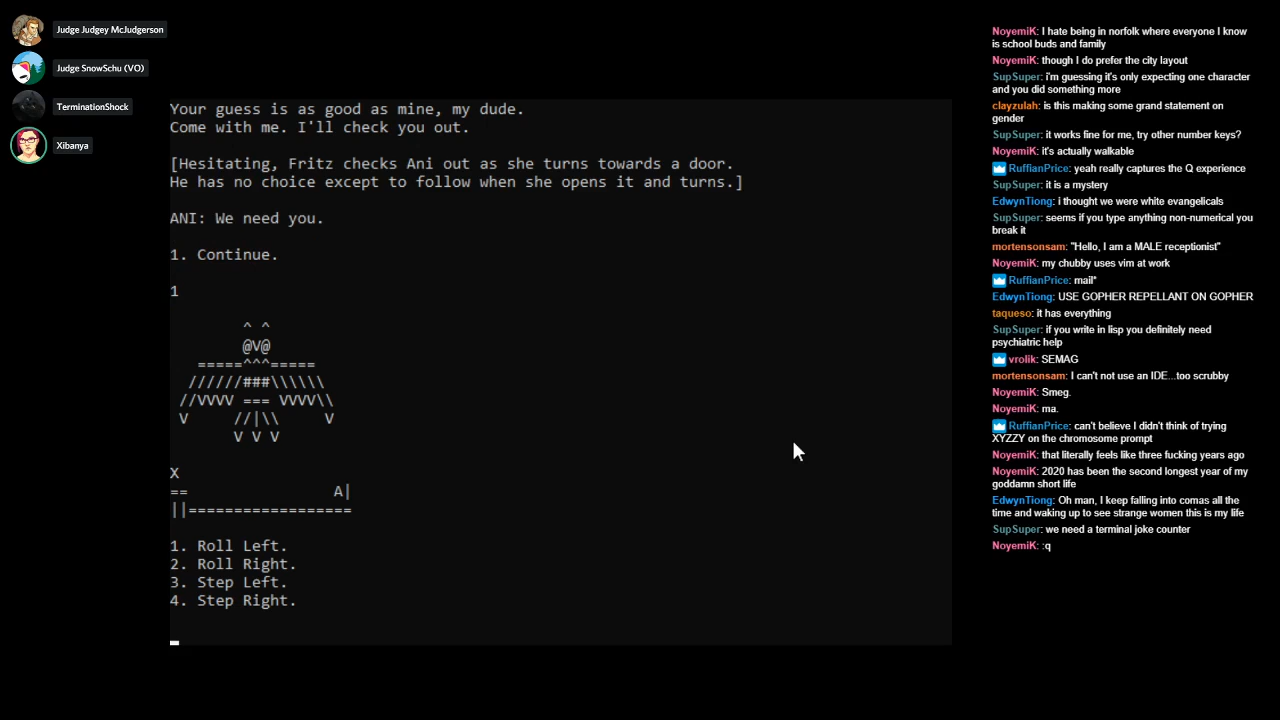 Judge Judgey McJudgerson
Judge SnowSchu (VO)
TerminationShock
Xibanya
Your guess is as good as mine, my dude.
Come with me. I'll check you out.
[Hesitating, Fritz checks Ani out as she turns towards a door.
He has no choice except to follow when she opens it and turns.]
ANI: We need you.
1. Continue.
1
^ ^
@V@
=====^^^=====
//////###\\\\\\
//VVVV === VVVV\\
V     //|\\     V
V V V
X
==                A|
||==================
1. Roll Left.
2. Roll Right.
3. Step Left.
4. Step Right.
NoyemiK: I hate being in norfolk where everyone I know
is school buds and family
NoyemiK: though I do prefer the city layout
SupSuper: i'm guessing it's only expecting one character
and you did something more
clayzulah: is this making some grand statement on
gender
SupSuper: it works fine for me, try other number keys?
NoyemiK: it's actually walkable
RuffianPrice: yeah really captures the Q experience
SupSuper: it is a mystery
EdwynTiong: i thought we were white evangelicals
SupSuper: seems if you type anything non-numerical you
break it
mortensonsam: "Hello, I am a MALE receptionist"
NoyemiK: my chubby uses vim at work
RuffianPrice: mail*
EdwynTiong: USE GOPHER REPELLANT ON GOPHER
taqueso: it has everything
SupSuper: if you write in lisp you definitely need
psychiatric help
vrolik: SEMAG
mortensonsam: I can't not use an IDE...too scrubby
NoyemiK: Smeg.
NoyemiK: ma.
RuffianPrice: can't believe I didn't think of trying
XYZZY on the chromosome prompt
NoyemiK: that literally feels like three fucking years ago
NoyemiK: 2020 has been the second longest year of my
goddamn short life
EdwynTiong: Oh man, I keep falling into comas all the
time and waking up to see strange women this is my life
SupSuper: we need a terminal joke counter
NoyemiK: :q